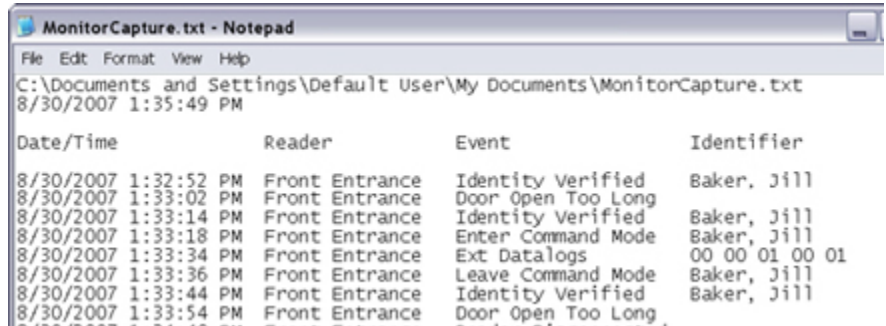 MonitorCapture.txt - Notepad
File Edit Format View Help
C:\Documents and Settings\Default User\My Documents\MonitorCapture.txt
8/30/2007 1:35:49 PM
Date/Time Reader Event Identifier
8/30/2007 1:32:52 PM Front Entrance Identity Verified Baker, Jill
8/30/2007 1:33:02 PM Front Entrance Door Open Too Long
8/30/2007 1:33:14 PM Front Entrance Identity Verified Baker, Jill
8/30/2007 1:33:18 PM Front Entrance Enter Command Mode Baker, Jill
8/30/2007 1:33:34 PM Front Entrance Ext Datalogs 00 00 01 00 01
8/30/2007 1:33:36 PM Front Entrance Leave Command Mode Baker, Jill
8/30/2007 1:33:44 PM Front Entrance Identity Verified Baker, Jill
8/30/2007 1:33:54 PM Front Entrance Door Open Too Long